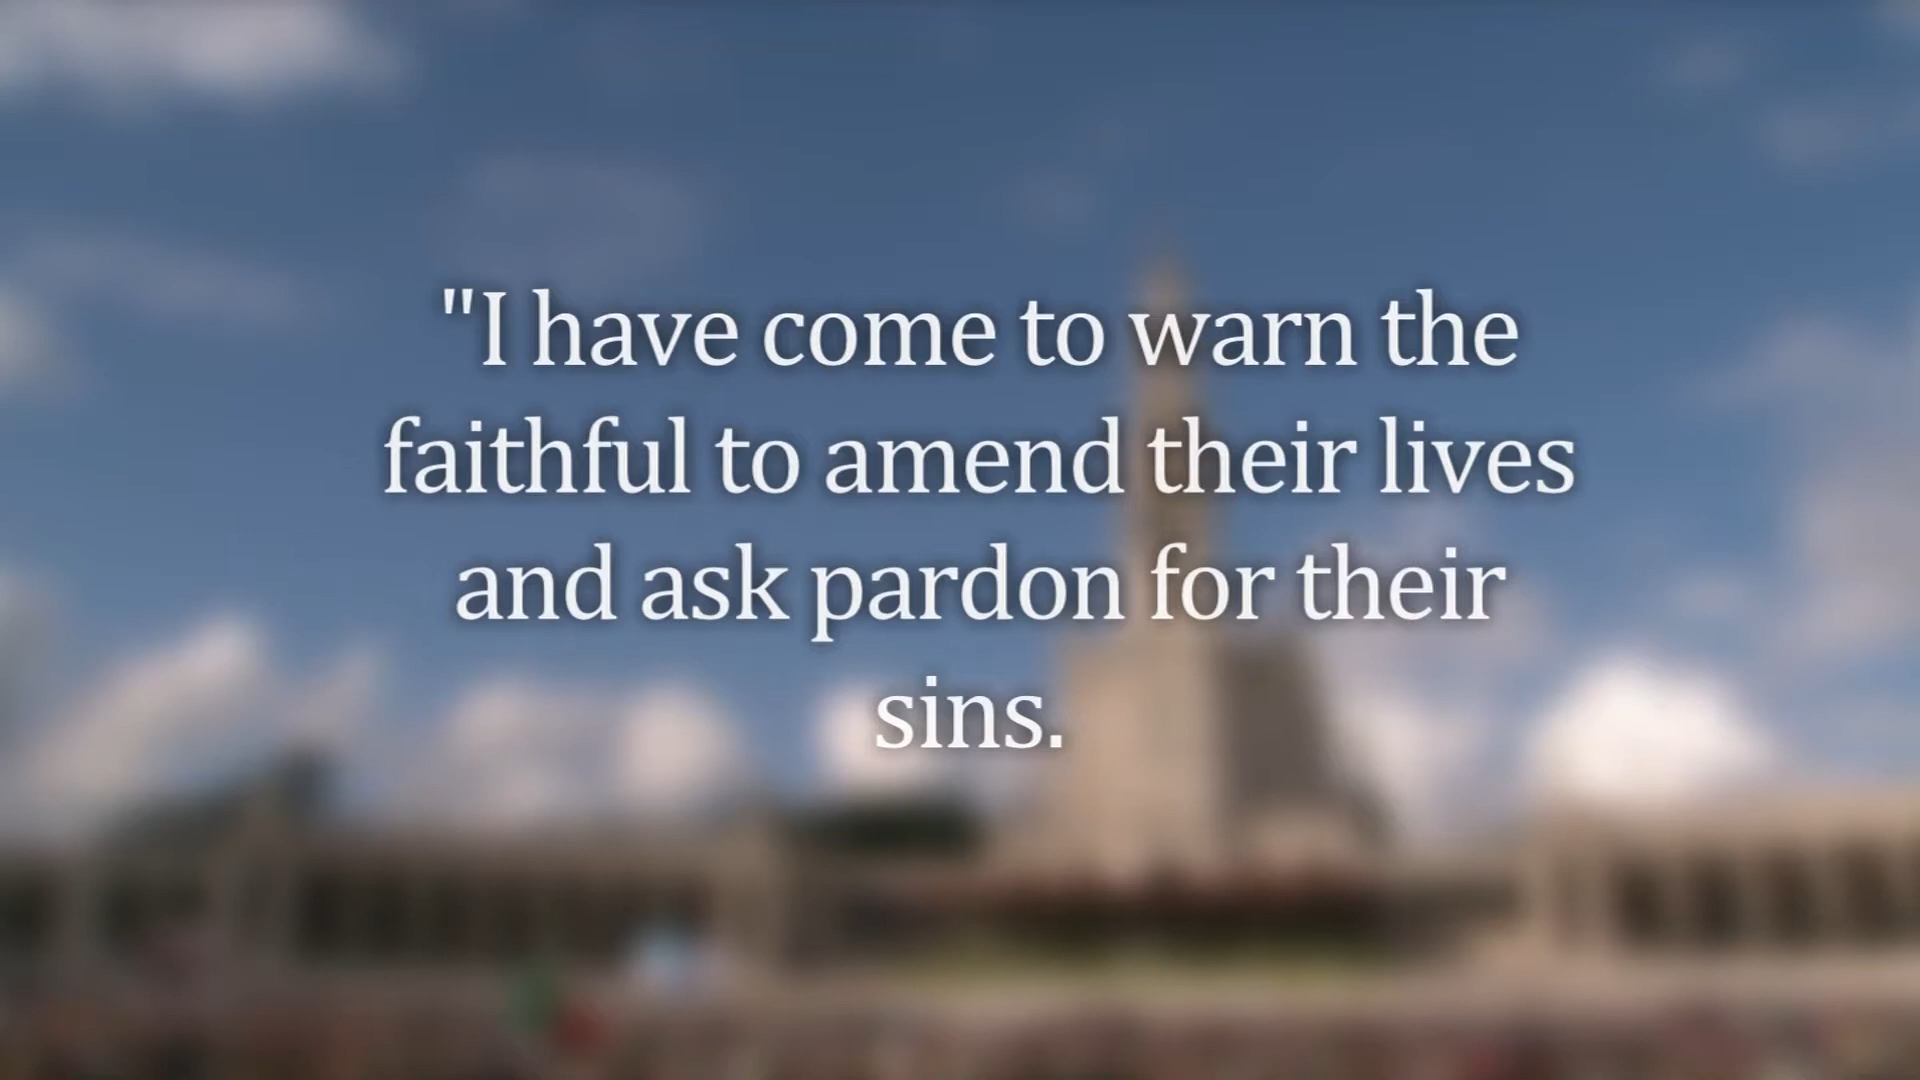 "I have come to warn the
faithful to amend their lives
and ask pardon for their
sins.